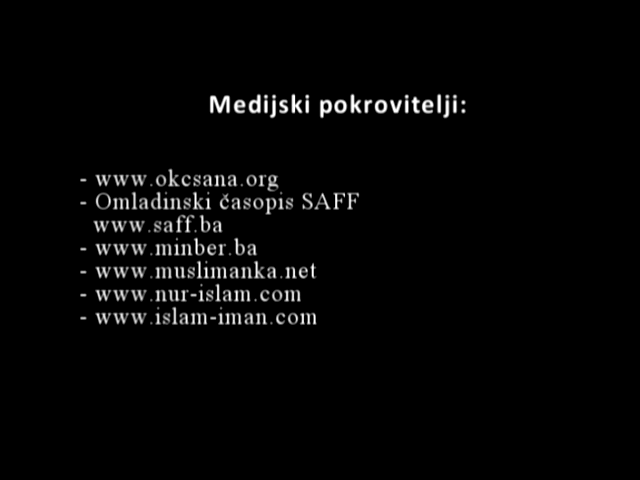 Medijski pokrovitelji:
- www.okcsana.org
- Omladinski časopis SAFF
www.saff.ba
- www.minber.ba
- www.muslimanka.net
- www.nur-islam.com
- www.islam-iman.com